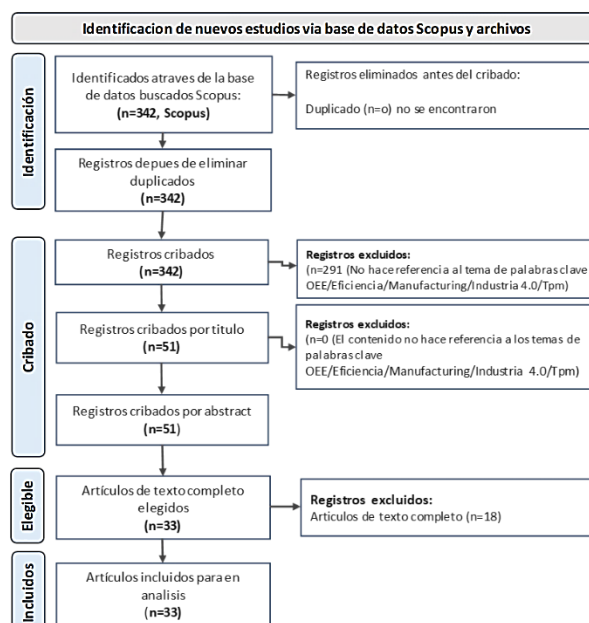 Identificacion de nuevos estudios via base de datos Scopus y archivos
Identificación
Identificados atraves de la base
de datos buscados Scopus:
(n=342, Scopus)
Registros eliminados antes del cribado:
Duplicado (n=o) no se encontraron
Registros depues de eliminar
duplicados
(n=342)
Cribado
Registros cribados
(n=342)
Registros excluidos:
(n=291 (No hace referencia al tema de palabras clave
OEE/Eficiencia/Manufacturing/Industria 4.0/Tpm)
Registros cribados por titulo
(n=51)
Registros excluidos:
(n=0 (El contenido no hace referencia a los temas de
palabras clave
OEE/Eficiencia/Manufacturing/Industria 4.0/Tpm)
Registros cribados por abstract
(n=51)
Elegible
Artículos de texto completo
elegidos
(n=33)
Registros excluidos:
Articulos de texto completo (n=18)
Incluidos
Artículos incluidos para en
analisis
(n=33)